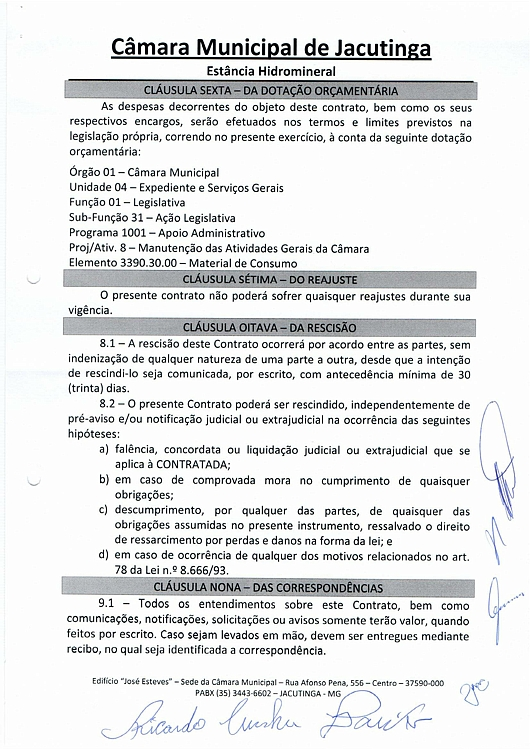 Câmara Municipal de Jacutinga
Estância Hidromineral
CLÁUSULA SEXTA – DA DOTAÇÃO ORÇAMENTÁRIA
As despesas decorrentes do objeto deste contrato, bem como os seus
respectivos encargos, serão efetuados nos termos e limites previstos na
legislação própria, correndo no presente exercício, à conta da seguinte dotação
orçamentária:
Órgão 01 – Câmara Municipal
Unidade 04 – Expediente e Serviços Gerais
Função 01 – Legislativa
Sub-Função 31 – Ação Legislativa
Programa 1001 – Apoio Administrativo
Proj/Ativ. 8 – Manutenção das Atividades Gerais da Câmara
Elemento 3390.30.00 – Material de Consumo
CLÁUSULA SÉTIMA – DO REAJUSTE
O presente contrato não poderá sofrer quaisquer reajustes durante sua
vigência.
CLÁUSULA OITAVA – DA RESCISÃO
8.1 – A rescisão deste Contrato ocorrerá por acordo entre as partes, sem
indenização de qualquer natureza de uma parte a outra, desde que a intenção
de rescindi-lo seja comunicada, por escrito, com antecedência mínima de 30
(trinta) dias.
8.2 – O presente Contrato poderá ser rescindido, independentemente de
pré-aviso e/ou notificação judicial ou extrajudicial na ocorrência das seguintes
hipóteses:
a) falência, concordata ou liquidação judicial ou extrajudicial que se
aplica à CONTRATADA;
b) em caso de comprovada mora no cumprimento de quaisquer
obrigações;
c) descumprimento, por qualquer das partes, de quaisquer das
obrigações assumidas no presente instrumento, ressalvado o direito
de ressarcimento por perdas e danos na forma da lei; e
d) em caso de ocorrência de qualquer dos motivos relacionados no art.
78 da Lei n.º 8.666/93.
CLÁUSULA NONA – DAS CORRESPONDÊNCIAS
9.1 – Todos os entendimentos sobre este Contrato, bem como
comunicações, notificações, solicitações ou avisos somente terão valor, quando
feitos por escrito. Caso sejam levados em mão, devem ser entregues mediante
recibo, no qual seja identificada a correspondência.
Edifício "José Esteves" – Sede da Câmara Municipal – Rua Afonso Pena, 556 – Centro – 37590-000
PABX (35) 3443-6602 – JACUTINGA - MG
Ricardo